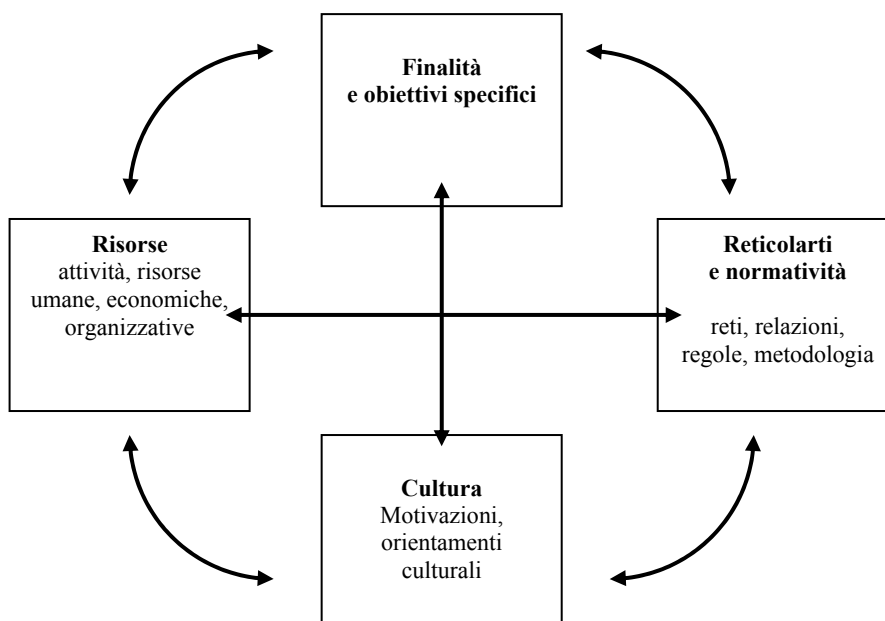 Finalità
e obiettivi specifici
Risorse
attività, risorse
umane, economiche,
organizzative
Reticolarti
e normatività
reti, relazioni,
regole, metodologia
Cultura
Motivazioni,
orientamenti
culturali